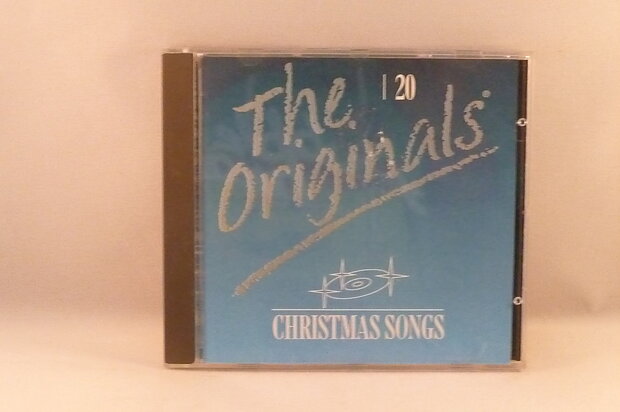 | 20
The
Originals
CHRISTMAS SONGS